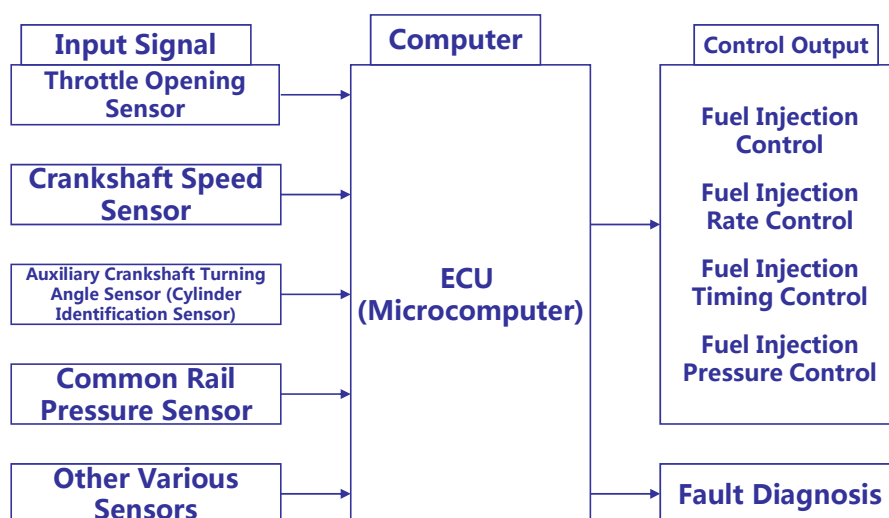 Input Signal
Throttle Opening
Sensor
Crankshaft Speed
Sensor
Auxiliary Crankshaft Turning
Angle Sensor (Cylinder
Identification Sensor)
Common Rail
Pressure Sensor
Other Various
Sensors
Computer
ECU
(Microcomputer)
Control Output
Fuel Injection
Control
Fuel Injection
Rate Control
Fuel Injection
Timing Control
Fuel Injection
Pressure Control
Fault Diagnosis